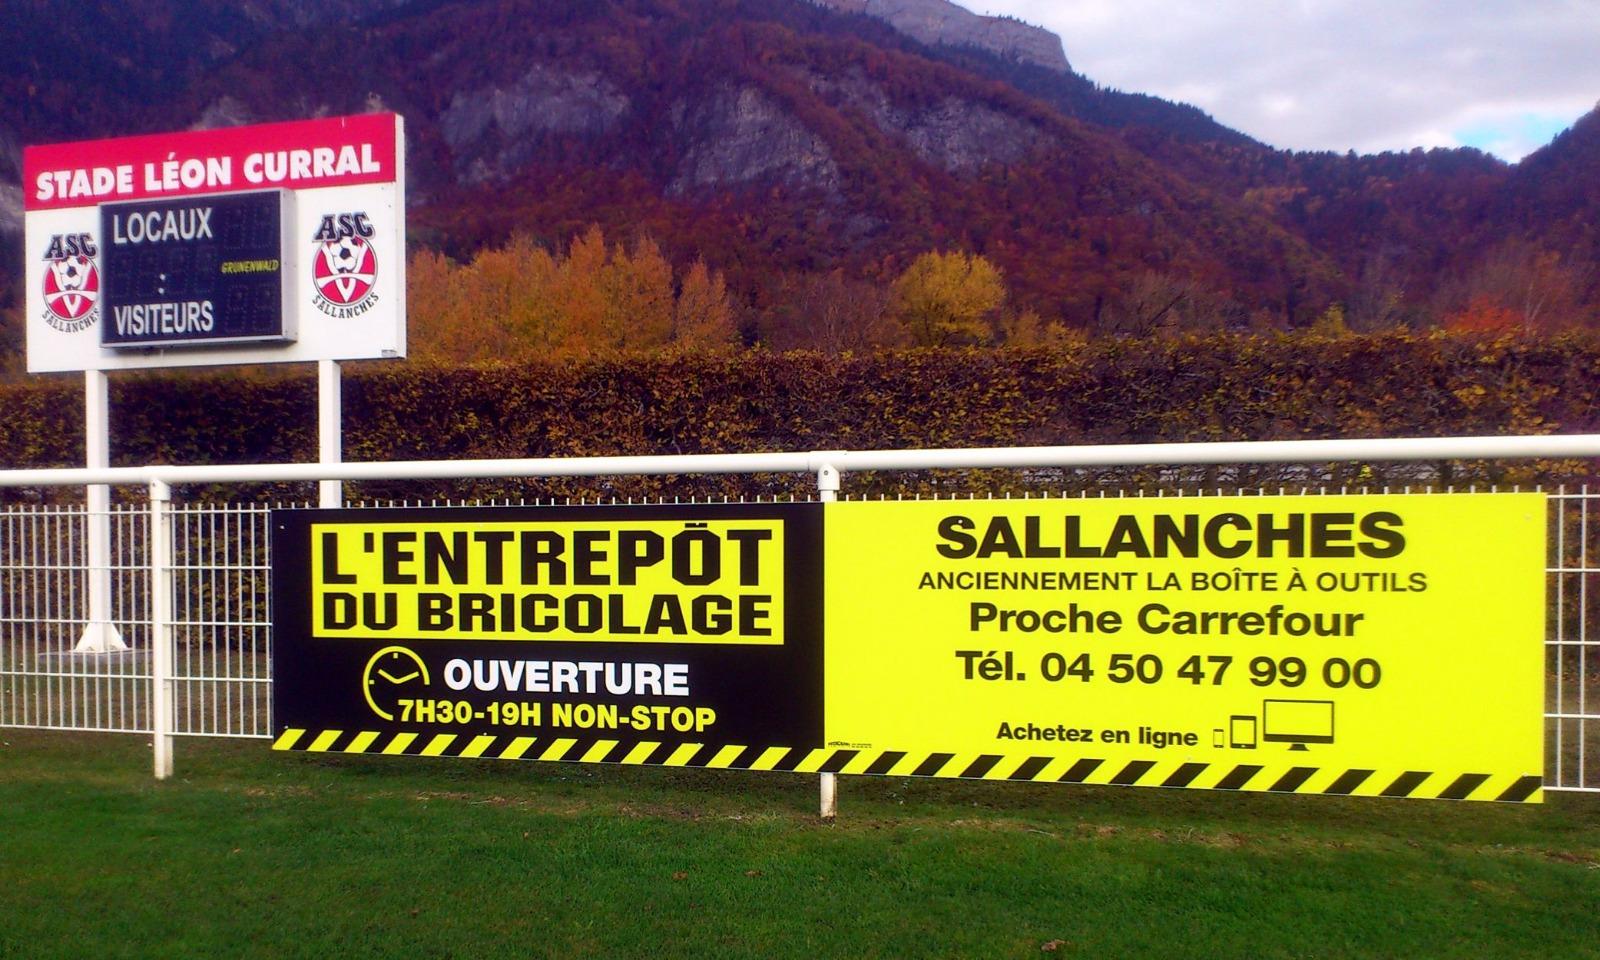 STADE LÉON CURRAL
LOCAUX
GRUNENWALD
VISITEURS
ASC
SALLANCHES
ASC
SALLANCHES
L'ENTREPÔT
DU BRICOLAGE
OUVERTURE
7H30-19H NON-STOP
SALLANCHES
ANCIENNEMENT LA BOÎTE À OUTILS
Proche Carrefour
Tél. 04 50 47 99 00
Achetez en ligne